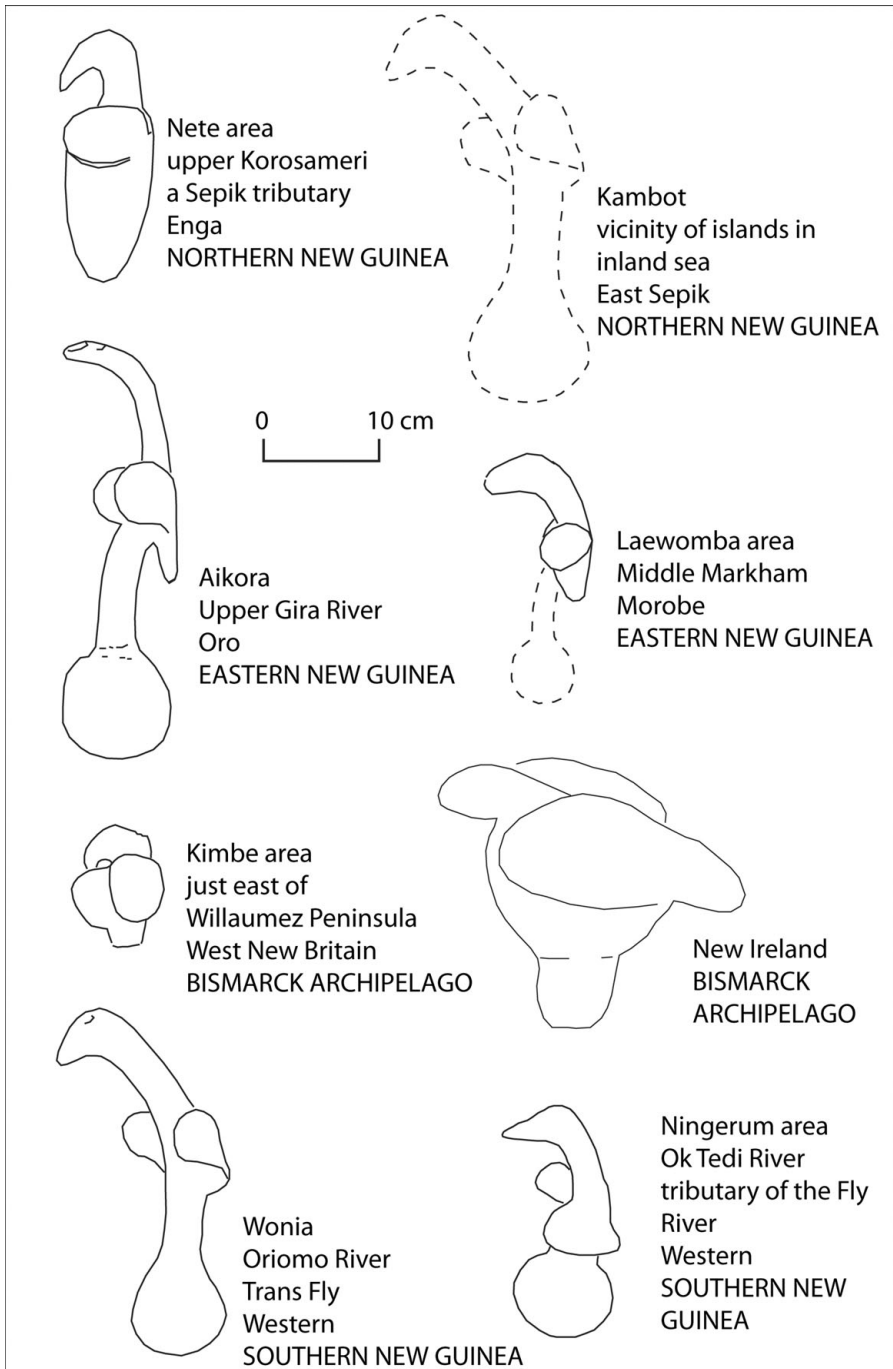 Nete area
upper Korosameri
a Sepik tributary
Enga
NORTHERN NEW GUINEA
Kambot
vicinity of islands in
inland sea
East Sepik
NORTHERN NEW GUINEA
0 10 cm
Aikora
Upper Gira River
Oro
EASTERN NEW GUINEA
Laewomba area
Middle Markham
Morobe
EASTERN NEW GUINEA
Kimbe area
just east of
Willaumez Peninsula
West New Britain
BISMARCK ARCHIPELAGO
New Ireland
BISMARCK
ARCHIPELAGO
Wonia
Oriomo River
Trans Fly
Western
SOUTHERN NEW GUINEA
Ningerum area
Ok Tedi River
tributary of the Fly
River
Western
SOUTHERN NEW
GUINEA